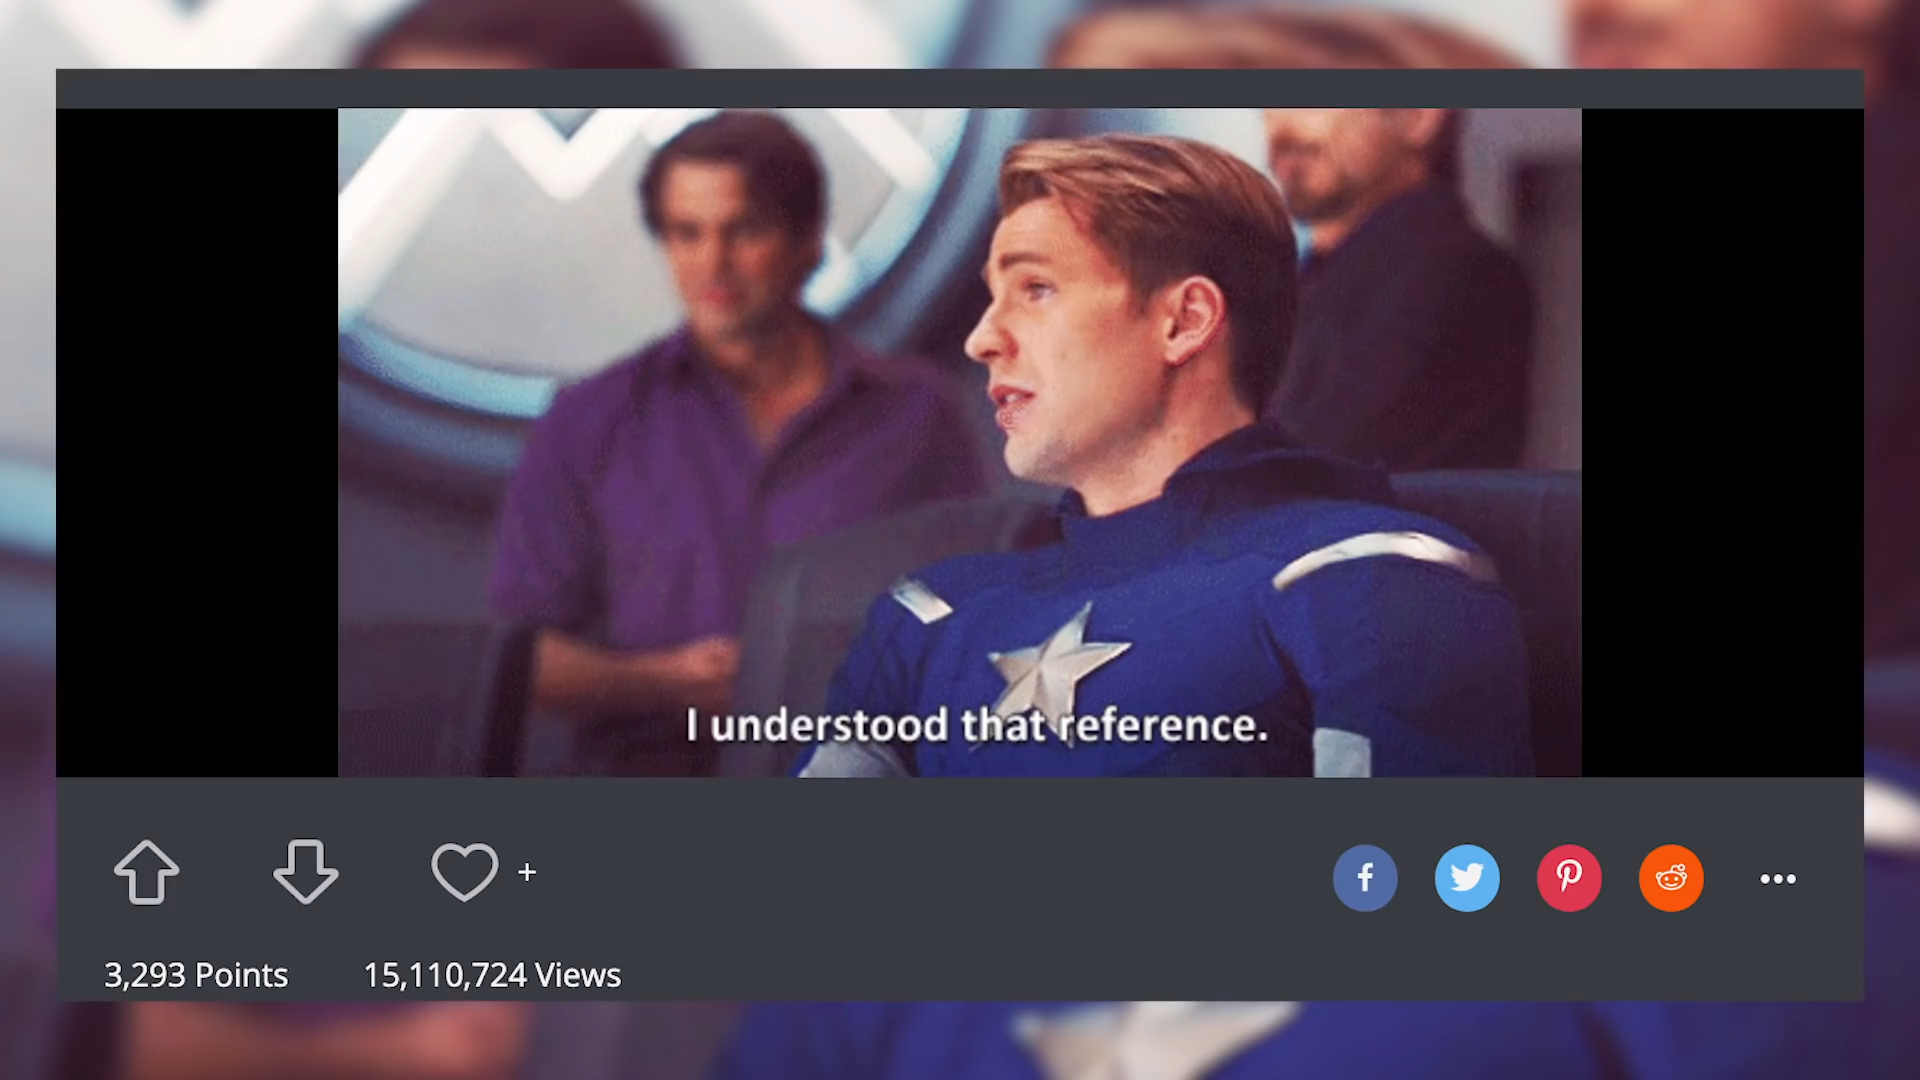 I understood that reference.
3,293 Points 15,110,724 Views